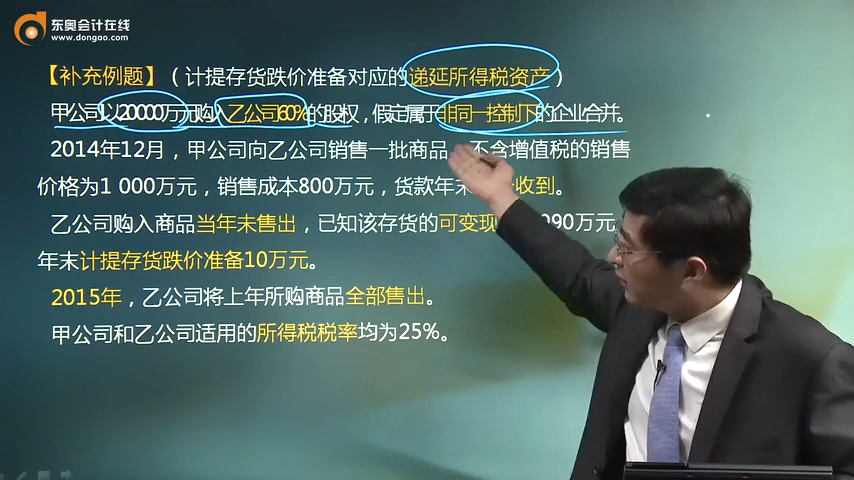 东奥会计在线
www.dongao.com
【补充例题】（计提存货跌价准备对应的递延所得税资产）
甲公司以20000万元购入乙公司60%的股权，假定属于非同一控制下的企业合并。
2014年12月，甲公司向乙公司销售一批商品，不含增值税的销售
价格为1 000万元，销售成本800万元，货款年末 收到。
乙公司购入商品当年未售出，已知该存货的可变现 990万元，
年末计提存货跌价准备10万元。
2015年，乙公司将上年所购商品全部售出。
甲公司和乙公司适用的所得税税率均为25%。